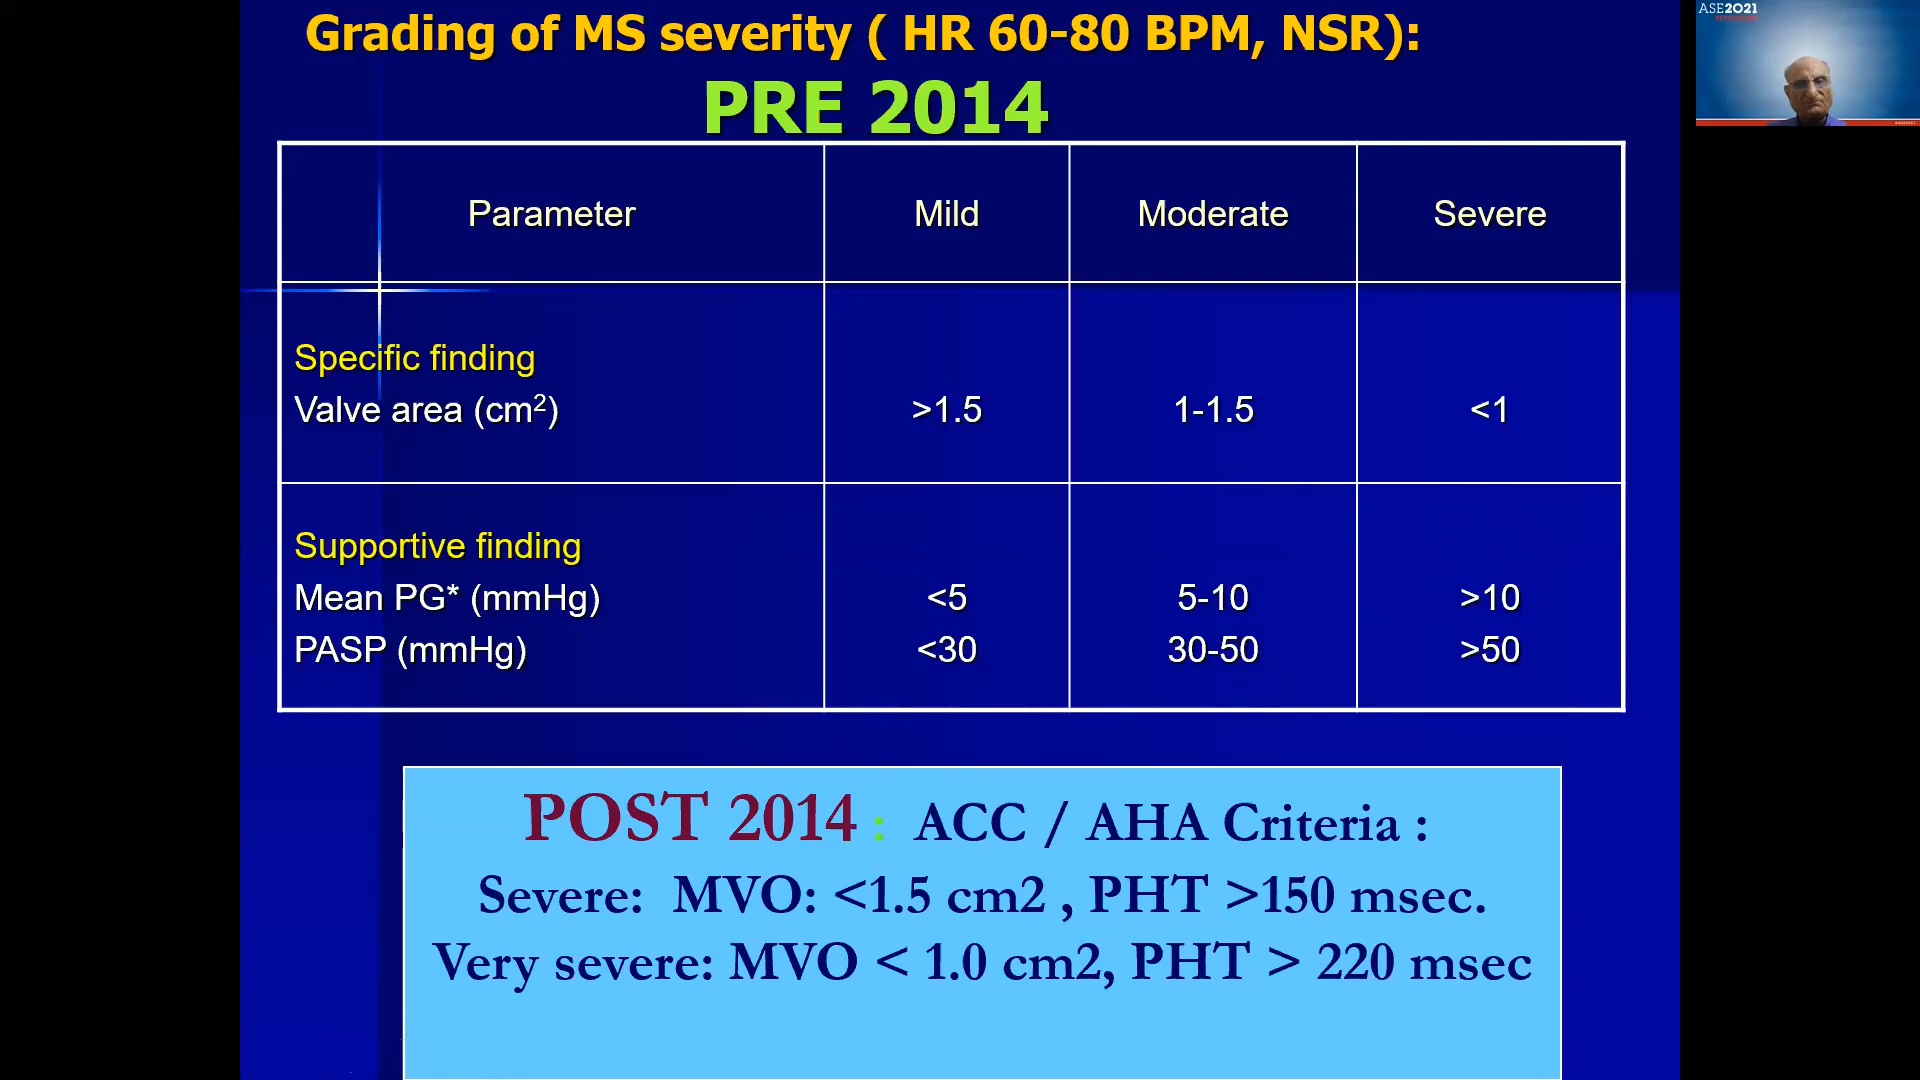 Grading of MS severity ( HR 60-80 BPM, NSR):
PRE 2014
Parameter Mild Moderate Severe
Specific finding
Valve area (cm²) >1.5 1-1.5 <1
Supportive finding
Mean PG* (mmHg) <5 5-10 >10
PASP (mmHg) <30 30-50 >50
POST 2014 : ACC / AHA Criteria :
Severe: MVO: <1.5 cm2 , PHT >150 msec.
Very severe: MVO < 1.0 cm2, PHT > 220 msec
ASE2021